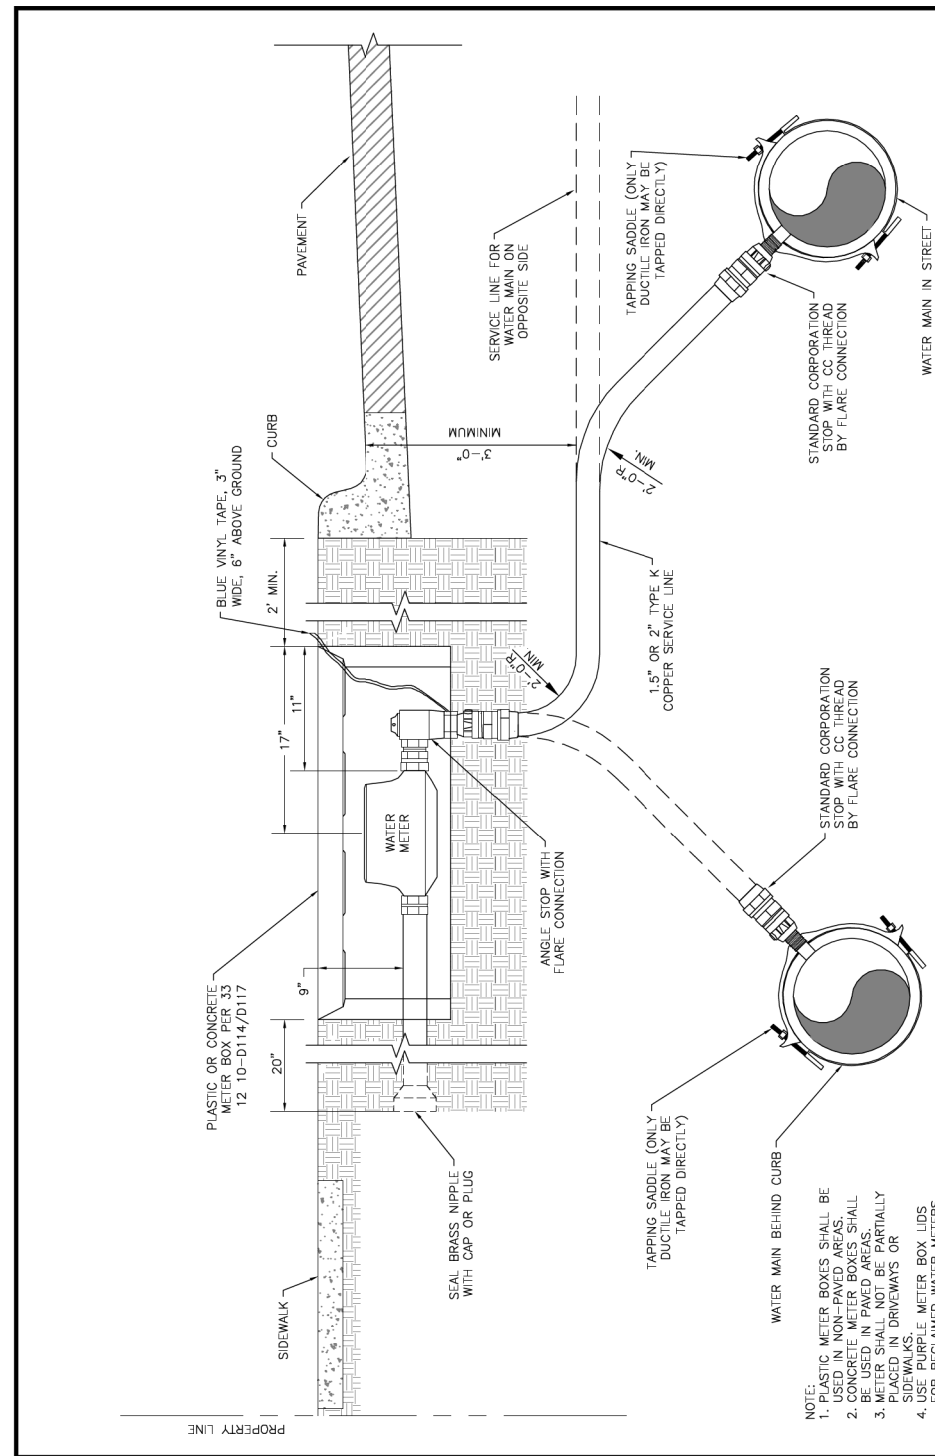 PROPERTY LINE
SIDEWALK
PLASTIC OR CONCRETE
METER BOX PER 33
12 10-D114/D117
20"
9"
17"
11"
2' MIN.
BLUE VINYL TAPE, 3"
WIDE, 6" ABOVE GROUND
CURB
PAVEMENT
WATER
METER
3'-0"
MINIMUM
SERVICE LINE FOR
WATER MAIN ON
OPPOSITE SIDE
TAPPING SADDLE (ONLY
DUCTILE IRON MAY BE
TAPPED DIRECTLY)
SEAL BRASS NIPPLE
WITH CAP OR PLUG
ANGLE STOP WITH
FLARE CONNECTION
2'-0"R
MIN.
1.5" OR 2" TYPE K
COPPER SERVICE LINE
2'-0"R
MIN.
STANDARD CORPORATION
STOP WITH CC THREAD
BY FLARE CONNECTION
WATER MAIN IN STREET
TAPPING SADDLE (ONLY
DUCTILE IRON MAY BE
TAPPED DIRECTLY)
STANDARD CORPORATION
STOP WITH CC THREAD
BY FLARE CONNECTION
WATER MAIN BEHIND CURB
NOTE:
1. PLASTIC METER BOXES SHALL BE
USED IN NON-PAVED AREAS.
2. CONCRETE METER BOXES SHALL
BE USED IN PAVED AREAS.
3. METER SHALL NOT BE PARTIALLY
PLACED IN DRIVEWAYS OR
SIDEWALKS.
4. USE PURPLE METER BOX LIDS
FOR RECLAIMED WATER METERS